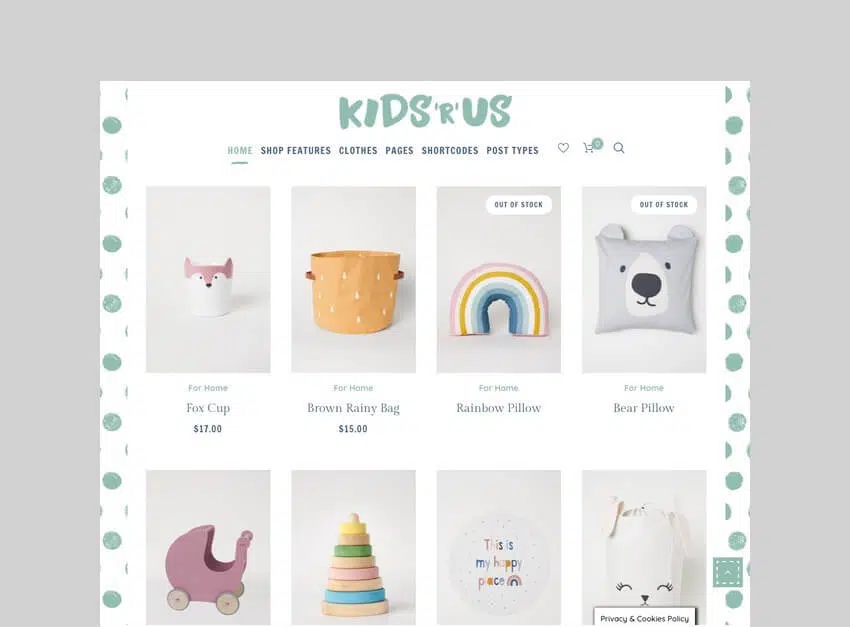 KIDS 'R' US
HOME SHOP FEATURES CLOTHES PAGES SHORTCODES POST TYPES 0
OUT OF STOCK OUT OF STOCK
For Home For Home For Home For Home
Fox Cup Brown Rainy Bag Rainbow Pillow Bear Pillow
$17.00 $15.00
This is
my happy
place
Privacy & Cookies Policy